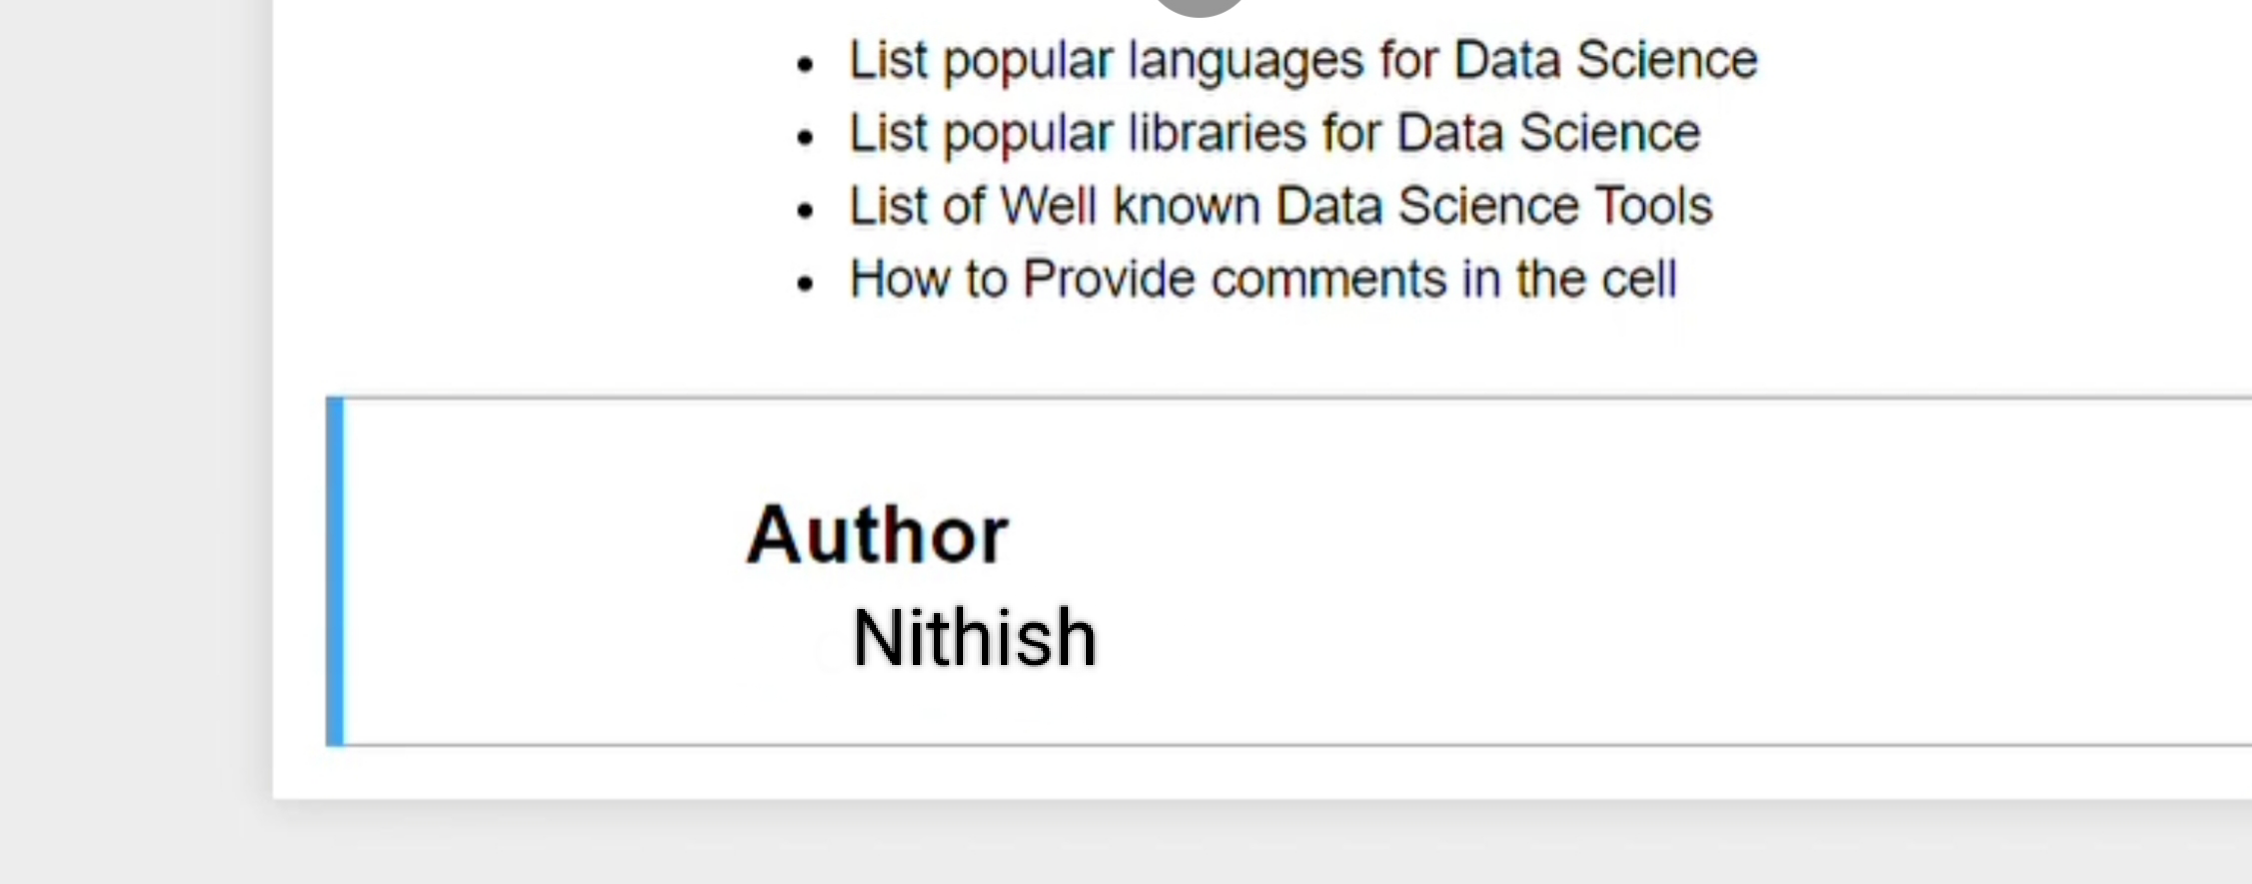 • List popular languages for Data Science
• List popular libraries for Data Science
• List of Well known Data Science Tools
• How to Provide comments in the cell
Author
Nithish